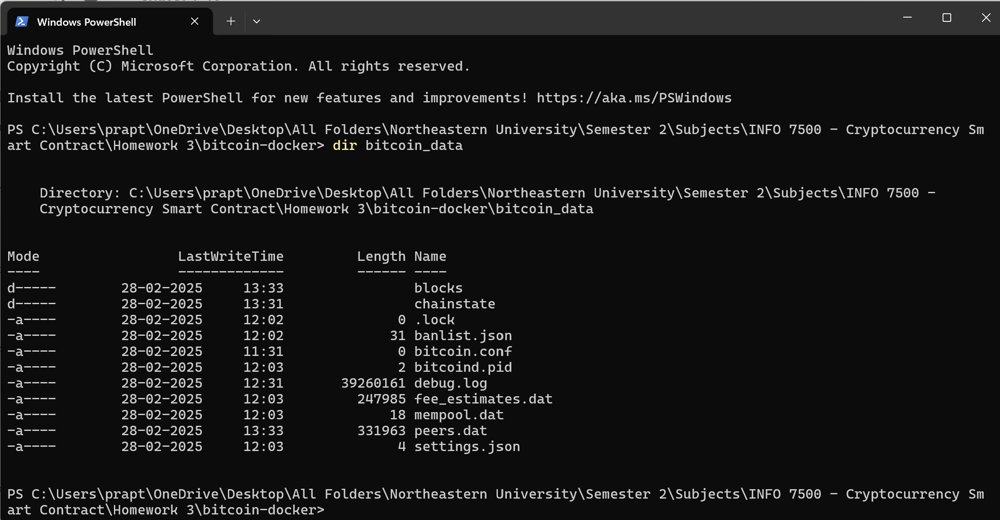 Windows PowerShell
Windows PowerShell
Copyright (C) Microsoft Corporation. All rights reserved.
Install the latest PowerShell for new features and improvements! https://aka.ms/PSWindows
PS C:\Users\prapt\OneDrive\Desktop\All Folders\Northeastern University\Semester 2\Subjects\INFO 7500 - Cryptocurrency Sm
art Contract\Homework 3\bitcoin-docker> dir bitcoin_data
    Directory: C:\Users\prapt\OneDrive\Desktop\All Folders\Northeastern University\Semester 2\Subjects\INFO 7500 -
    Cryptocurrency Smart Contract\Homework 3\bitcoin-docker\bitcoin_data
Mode                 LastWriteTime         Length Name
----                 -------------         ------ ----
d-----        28-02-2025     13:33                blocks
d-----        28-02-2025     13:31                chainstate
-a----        28-02-2025     12:02              0 .lock
-a----        28-02-2025     12:02             31 banlist.json
-a----        28-02-2025     11:31              0 bitcoin.conf
-a----        28-02-2025     12:03              2 bitcoind.pid
-a----        28-02-2025     12:31       39260161 debug.log
-a----        28-02-2025     12:03         247985 fee_estimates.dat
-a----        28-02-2025     12:03             18 mempool.dat
-a----        28-02-2025     13:33         331963 peers.dat
-a----        28-02-2025     12:03              4 settings.json
PS C:\Users\prapt\OneDrive\Desktop\All Folders\Northeastern University\Semester 2\Subjects\INFO 7500 - Cryptocurrency Sm
art Contract\Homework 3\bitcoin-docker>